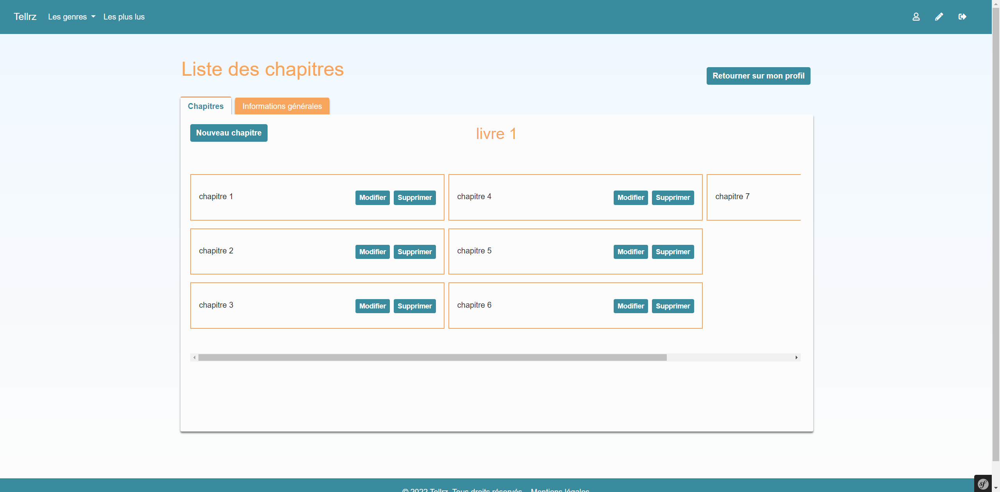 Tellrz Les genres Les plus lus
Liste des chapitres
Retourner sur mon profil
Chapitres Informations générales
Nouveau chapitre livre 1
chapitre 1 Modifier Supprimer chapitre 4 Modifier Supprimer chapitre 7
chapitre 2 Modifier Supprimer chapitre 5 Modifier Supprimer
chapitre 3 Modifier Supprimer chapitre 6 Modifier Supprimer
© 2022 Tellrz. Tous droits réservés. Mentions légales
sf